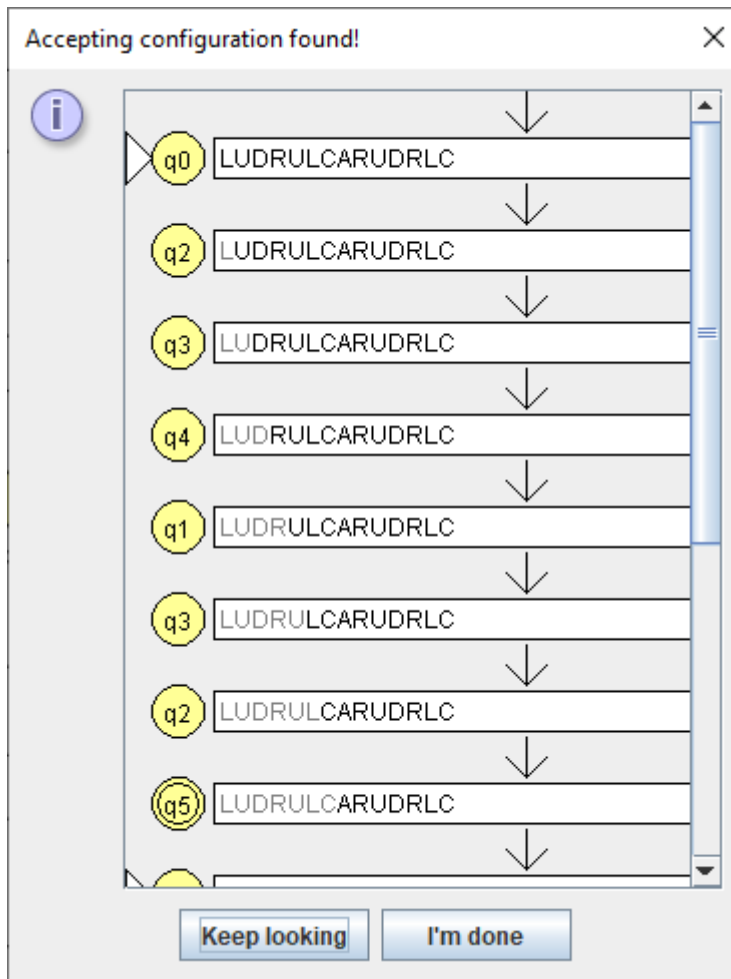 Accepting configuration found!
i
q0 LUDRULCARUDRLC
q2 LUDRULCARUDRLC
q3 LUDRULCARUDRLC
q4 LUDRULCARUDRLC
q1 LUDRULCARUDRLC
q3 LUDRULCARUDRLC
q2 LUDRULCARUDRLC
q5 LUDRULCARUDRLC
Keep looking I'm done